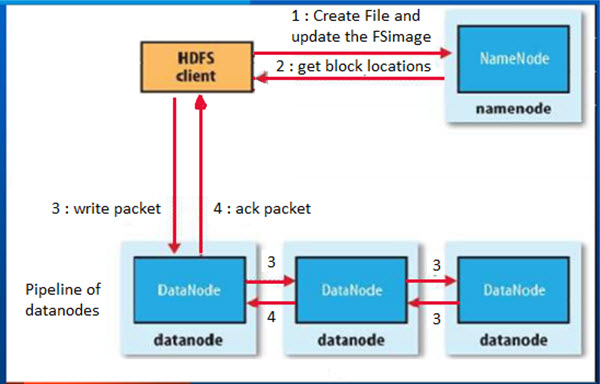 1 : Create File and
update the FSimage
HDFS
client
2 : get block locations
NameNode
namenode
3 : write packet
4 : ack packet
Pipeline of
datanodes
DataNode
datanode
3
4
DataNode
datanode
3
3
DataNode
datanode